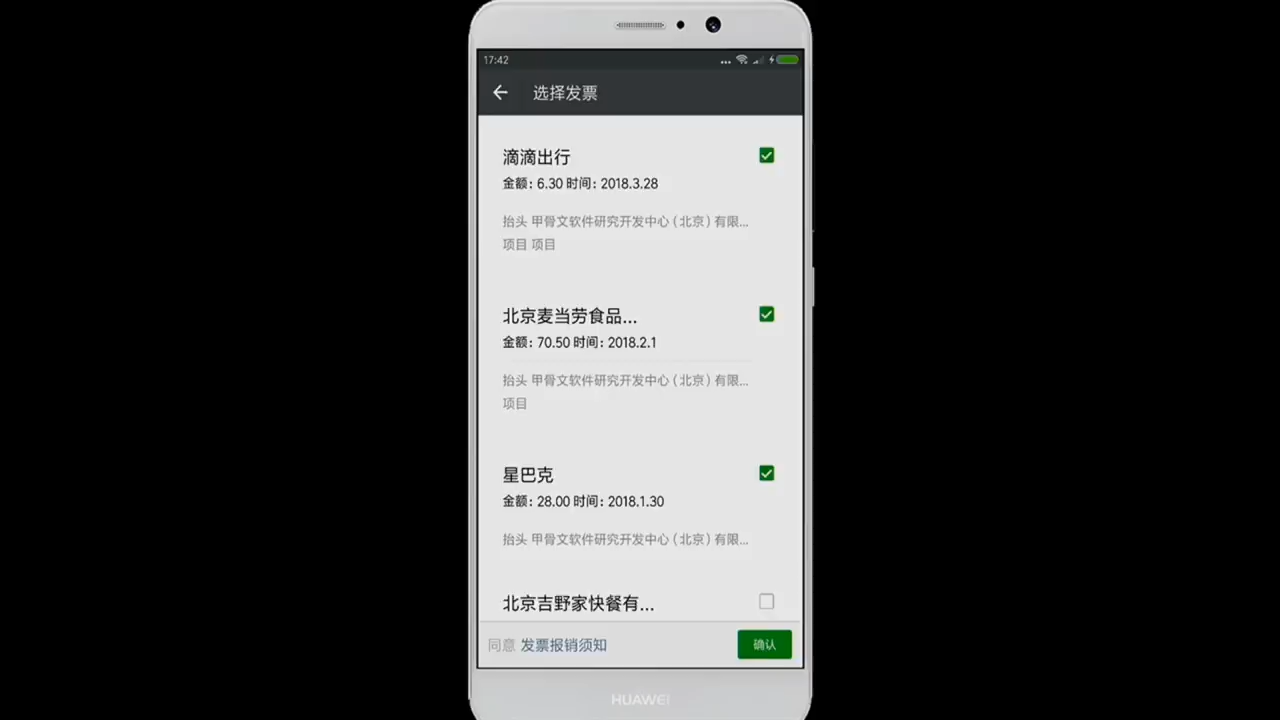 17:42
选择发票
滴滴出行
金额: 6.30 时间: 2018.3.28
抬头 甲骨文软件研究开发中心（北京）有限...
项目 项目
北京麦当劳食品...
金额: 70.50 时间: 2018.2.1
抬头 甲骨文软件研究开发中心（北京）有限...
项目
星巴克
金额: 28.00 时间: 2018.1.30
抬头 甲骨文软件研究开发中心（北京）有限...
北京吉野家快餐有...
同意 发票报销须知
确认
HUAWEI